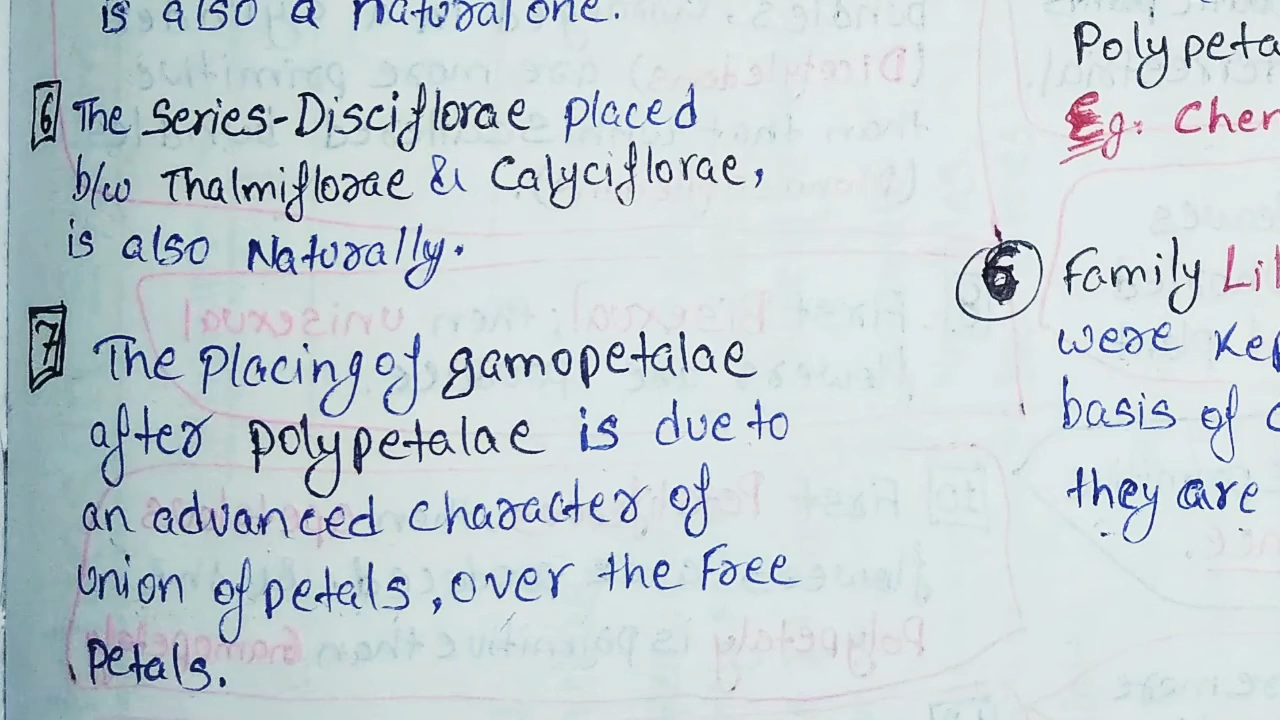 is also a natural one.
6 The Series-Disciflorae placed
b/w Thalmiflorae & Calyciflorae,
is also Naturally.
7 The placing of gamopetalae
after polypetalae is due to
an advanced character of
union of petals, over the Free
Petals.
Eg.
6 Family
were
basis of
they are